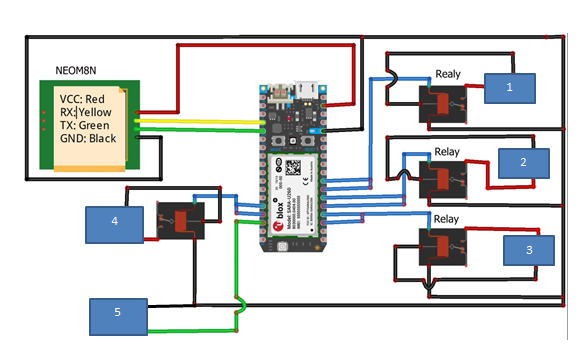 NEOM8N
VCC: Red
RX: Yellow
TX: Green
GND: Black
Realy
1
Relay
2
Relay
3
4
5
blox
Model: SARA-U260